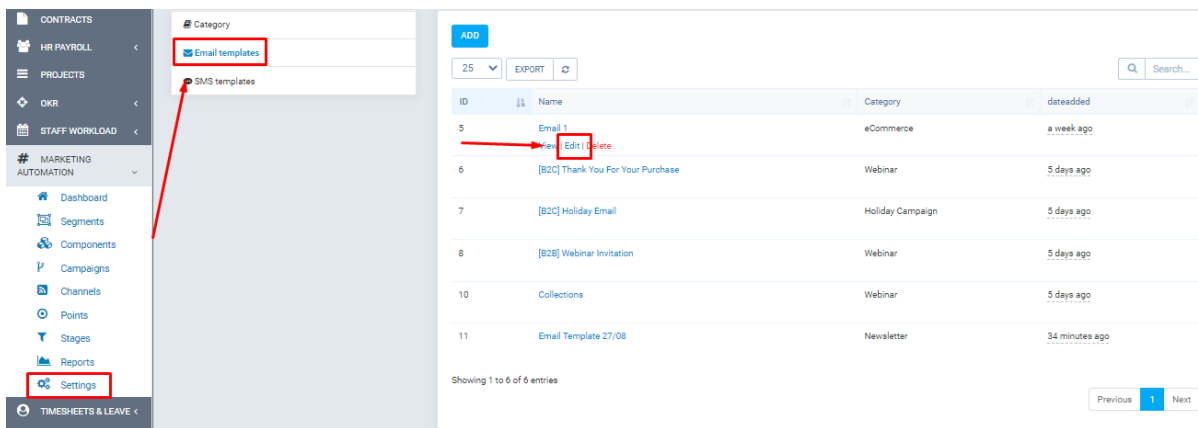 CONTRACTS
HR PAYROLL
PROJECTS
OKR
STAFF WORKLOAD
MARKETING
AUTOMATION
Dashboard
Segments
Components
Campaigns
Channels
Points
Stages
Reports
Settings
TIMESHEETS & LEAVE
Category
Email templates
SMS templates
ADD
25 EXPORT Search...
ID Name Category dateadded
5 Email 1 eCommerce a week ago
View | Edit | Delete
6 [B2C] Thank You For Your Purchase Webinar 5 days ago
7 [B2C] Holiday Email Holiday Campaign 5 days ago
8 [B2B] Webinar Invitation Webinar 5 days ago
10 Collections Webinar 5 days ago
11 Email Template 27/08 Newsletter 34 minutes ago
Showing 1 to 6 of 6 entries
Previous 1 Next